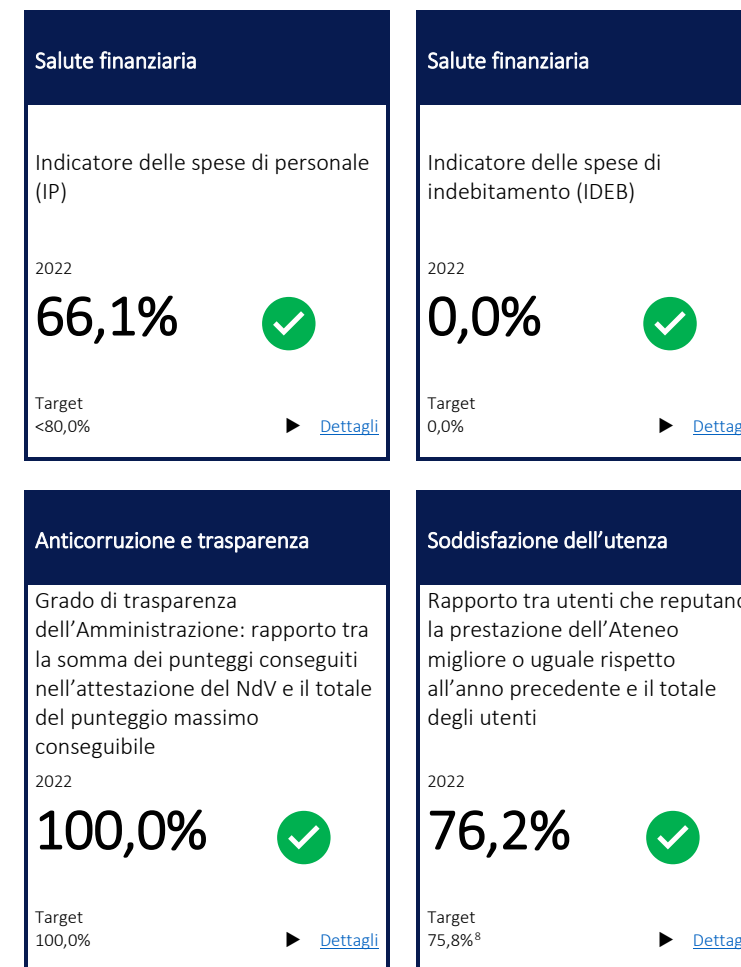 Salute finanziaria
Indicatore delle spese di personale
(IP)
2022
66,1%
Target
<80,0%
▶ Dettagli
Salute finanziaria
Indicatore delle spese di
indebitamento (IDEB)
2022
0,0%
Target
0,0%
▶ Dettag
Anticorruzione e trasparenza
Grado di trasparenza
dell’Amministrazione: rapporto tra
la somma dei punteggi conseguiti
nell’attestazione del NdV e il totale
del punteggio massimo
conseguibile
2022
100,0%
Target
100,0%
▶ Dettagli
Soddisfazione dell’utenza
Rapporto tra utenti che reputano
la prestazione dell’Ateneo
migliore o uguale rispetto
all’anno precedente e il totale
degli utenti
2022
76,2%
Target
75,8%⁸
▶ Dettag